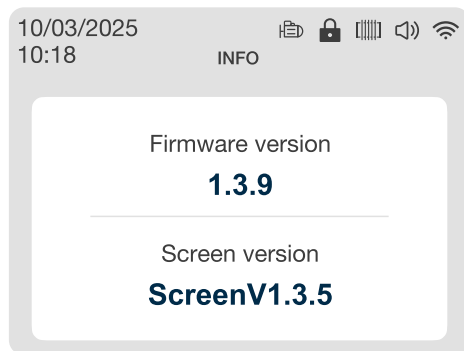 10/03/2025
10:18
INFO
Firmware version
1.3.9
Screen version
ScreenV1.3.5